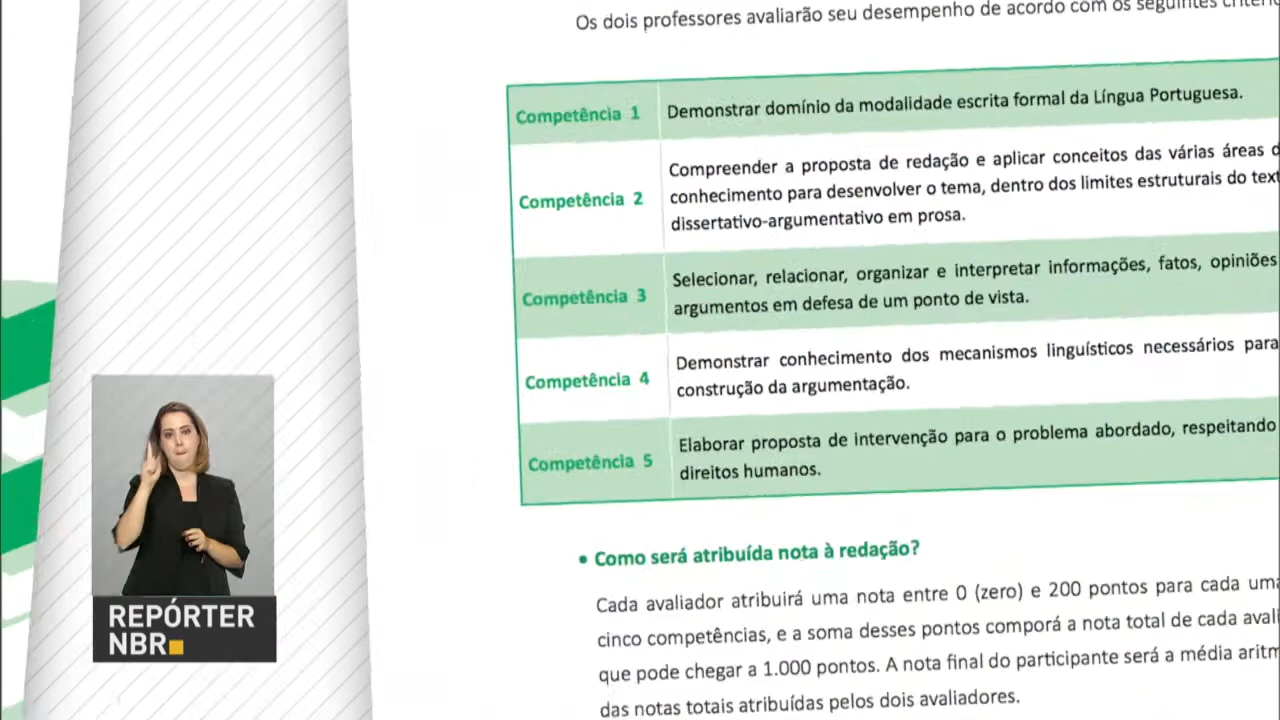 Os dois professores avaliarão seu desempenho de acordo com os seguintes
Competência 1
Demonstrar domínio da modalidade escrita formal da Língua Portuguesa.
Competência 2
Compreender a proposta de redação e aplicar conceitos das várias áreas d
conhecimento para desenvolver o tema, dentro dos limites estruturais do text
dissertativo-argumentativo em prosa.
Competência 3
Selecionar, relacionar, organizar e interpretar informações, fatos, opiniões
argumentos em defesa de um ponto de vista.
Competência 4
Demonstrar conhecimento dos mecanismos linguísticos necessários para
construção da argumentação.
Competência 5
Elaborar proposta de intervenção para o problema abordado, respeitando
direitos humanos.
• Como será atribuída nota à redação?
Cada avaliador atribuirá uma nota entre 0 (zero) e 200 pontos para cada uma
cinco competências, e a soma desses pontos comporá a nota total de cada avali
que pode chegar a 1.000 pontos. A nota final do participante será a média aritm
das notas totais atribuídas pelos dois avaliadores.
REPÓRTER
NBR